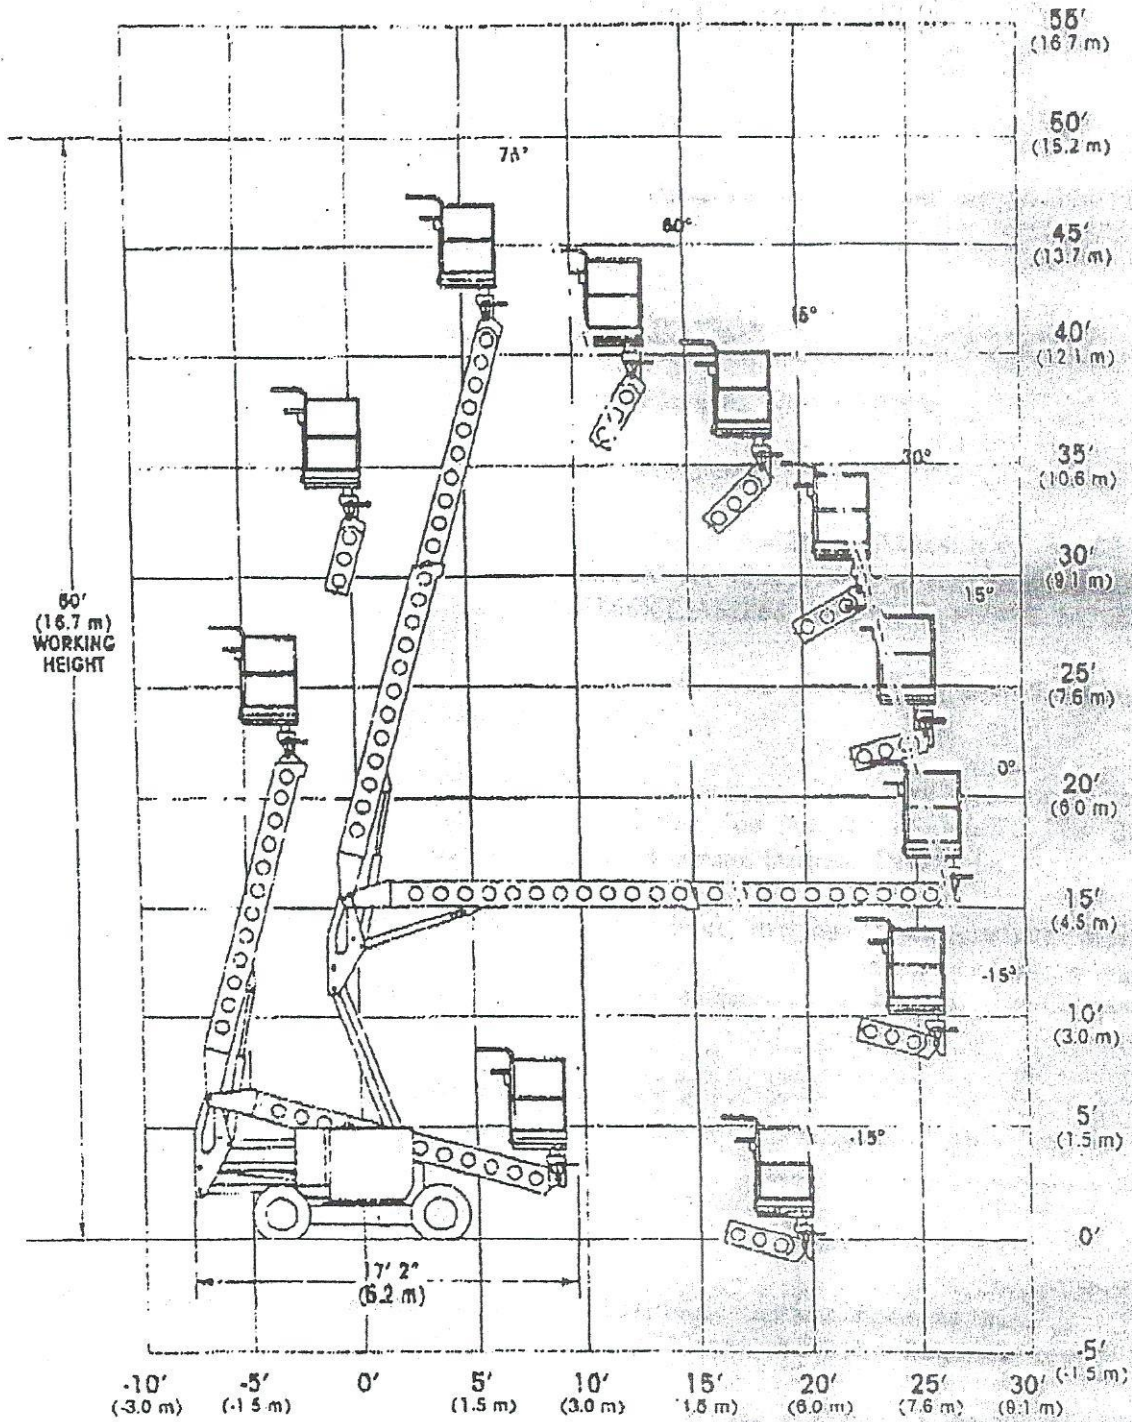 55'
(16.7 m)
50'
(15.2 m)
75°
60°
45'
(13.7 m)
40'
(12.1 m)
35'
(10.6 m)
30°
30'
(9.1 m)
60'
(16.7 m)
WORKING
HEIGHT
15°
25'
(7.6 m)
0°
20'
(6.0 m)
15'
(4.5 m)
-15°
10'
(3.0 m)
5'
(1.5 m)
-15°
0'
17' 2"
(5.2 m)
-5'
(-1.5 m)
-10'
(-3.0 m)
-5'
(-1.5 m)
0'
5'
(1.5 m)
10'
(3.0 m)
15'
20'
(6.0 m)
25'
(7.6 m)
30'
(9.1 m)